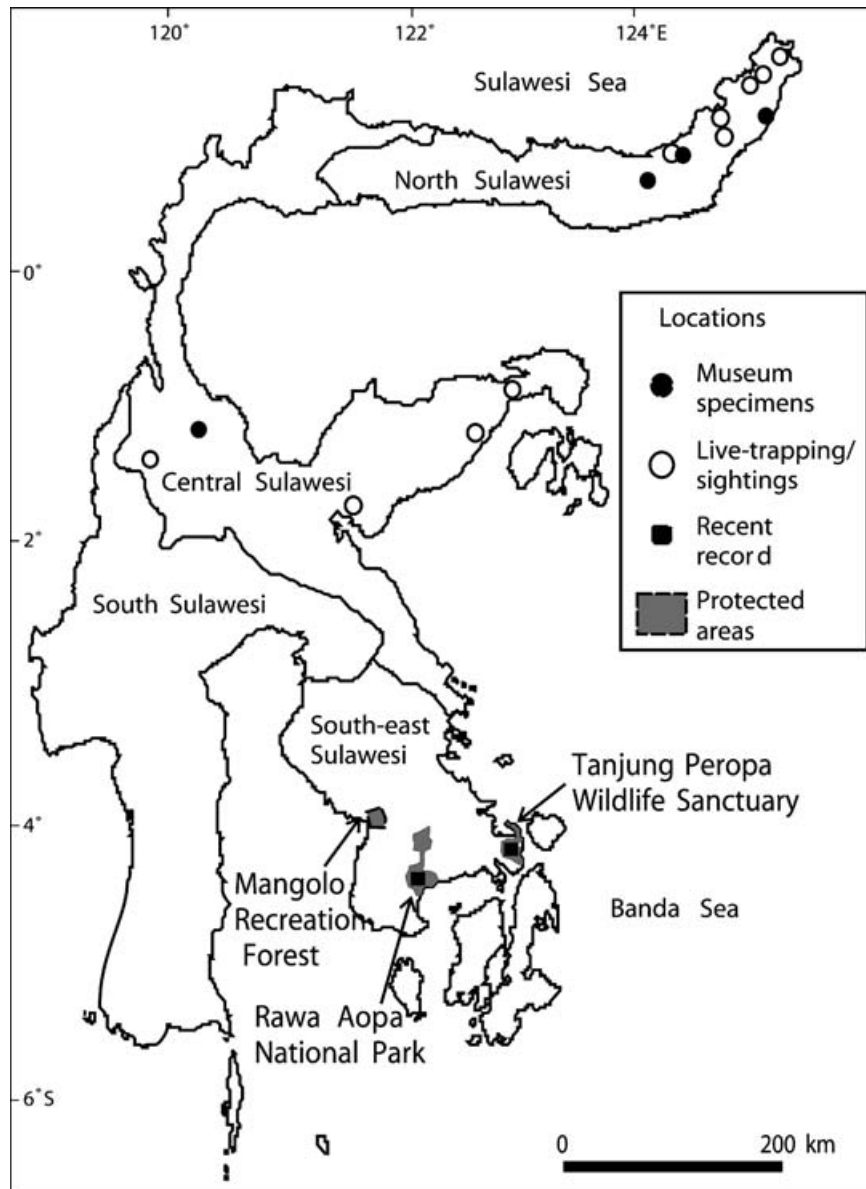 120˚
122˚
124˚E
Sulawesi Sea
North Sulawesi
0˚
Locations
Museum
specimens
Live-trapping/
sightings
Recent
record
Protected
areas
Central Sulawesi
2˚
South Sulawesi
South-east
Sulawesi
Tanjung Peropa
Wildlife Sanctuary
4˚
Mangolo
Recreation
Forest
Banda Sea
Rawa Aopa
National Park
6˚S
0
200 km